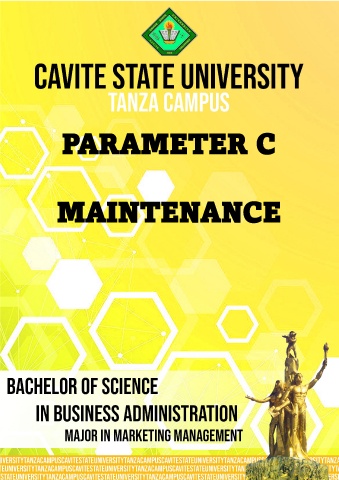 CAVITE STATE UNIVERSITY
TANZA CAMPUS
PARAMETER C
MAINTENANCE
BACHELOR OF SCIENCE
IN BUSINESS ADMINISTRATION
MAJOR IN MARKETING MANAGEMENT